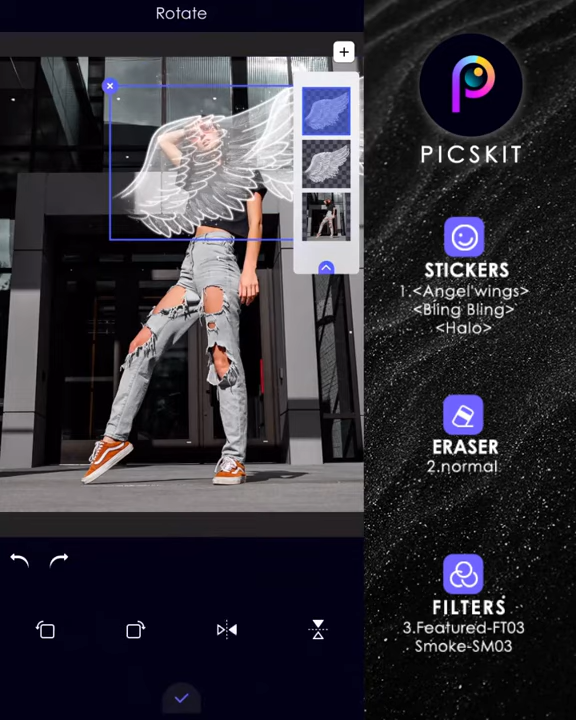 Rotate
PICSKIT
STICKERS
1.<Angel'wings>
<Bling Bling>
<Halo>
ERASER
2.normal
FILTERS
3.Featured-FT03
Smoke-SM03